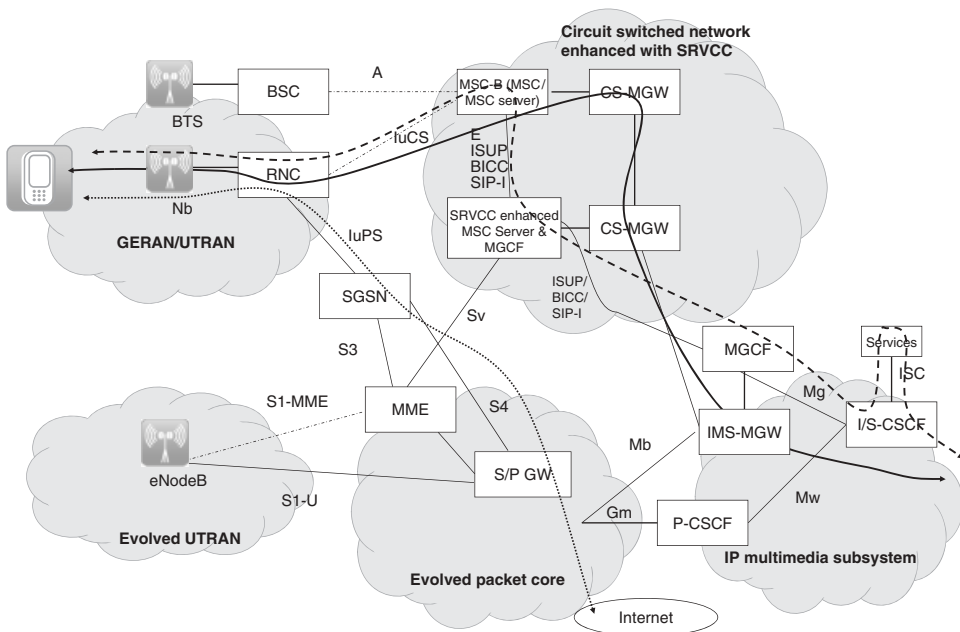 Circuit switched network
enhanced with SRVCC
A
BSC
MSC-B (MSC/
MSC server)
CS-MGW
BTS
IuCS
E
ISUP
BICC
SIP-I
RNC
Nb
SRVCC enhanced
MSC Server &
MGCF
CS-MGW
GERAN/UTRAN
IuPS
ISUP/
BICC/
SIP-I
SGSN
Sv
MGCF
Services
S3
ISC
Mg
S1-MME
MME
S4
I/S-CSCF
IMS-MGW
Mb
eNodeB
S/P GW
S1-U
Mw
Gm
P-CSCF
Evolved UTRAN
IP multimedia subsystem
Evolved packet core
Internet